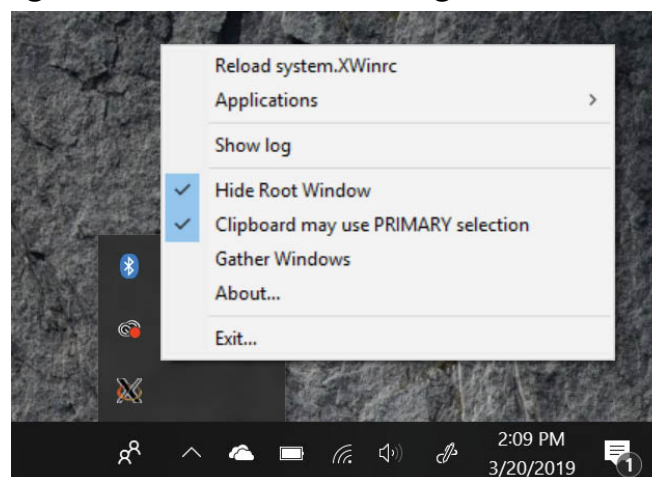 Reload system.XWinrc
Applications
Show log
Hide Root Window
Clipboard may use PRIMARY selection
Gather Windows
About...
Exit...
2:09 PM
3/20/2019
1